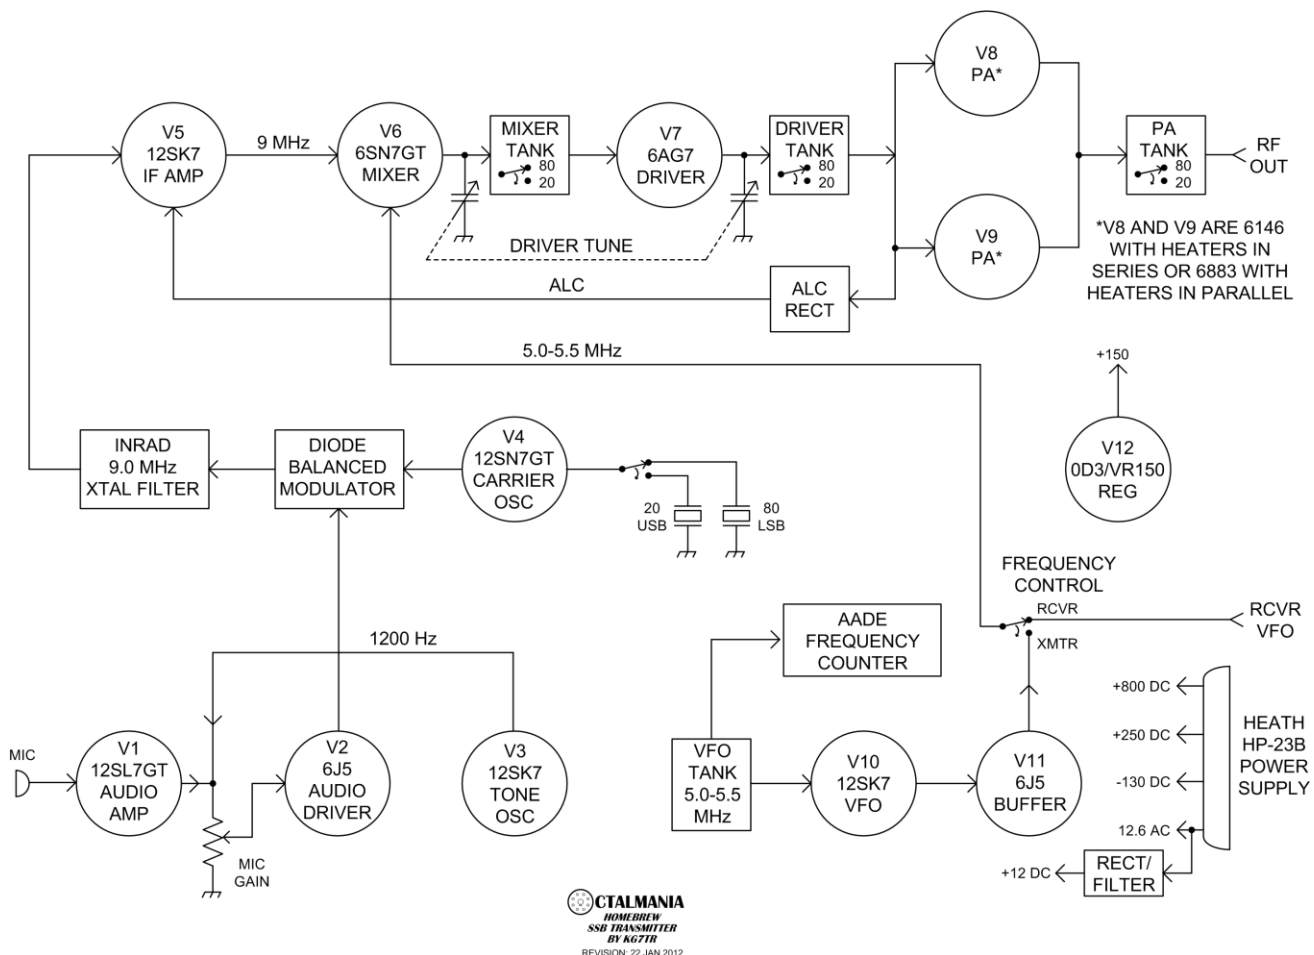 V8
PA*
V5
12SK7
IF AMP
9 MHz
V6
6SN7GT
MIXER
MIXER
TANK
80
20
V7
6AG7
DRIVER
DRIVER
TANK
80
20
PA
TANK
80
20
RF
OUT
DRIVER TUNE
V9
PA*
*V8 AND V9 ARE 6146
WITH HEATERS IN
SERIES OR 6883 WITH
HEATERS IN PARALLEL
ALC
ALC
RECT
5.0-5.5 MHz
+150
INRAD
9.0 MHz
XTAL FILTER
DIODE
BALANCED
MODULATOR
V4
12SN7GT
CARRIER
OSC
20
USB
80
LSB
V12
0D3/VR150
REG
FREQUENCY
CONTROL
RCVR
XMTR
RCVR
VFO
1200 Hz
AADE
FREQUENCY
COUNTER
MIC
V1
12SL7GT
AUDIO
AMP
V2
6J5
AUDIO
DRIVER
V3
12SK7
TONE
OSC
MIC
GAIN
VFO
TANK
5.0-5.5
MHz
V10
12SK7
VFO
V11
6J5
BUFFER
+800 DC
+250 DC
-130 DC
12.6 AC
HEATH
HP-23B
POWER
SUPPLY
+12 DC
RECT/
FILTER
CTALMANIA
HOMEBREW
SSB TRANSMITTER
BY KG7TR
REVISION: 22 JAN 2012